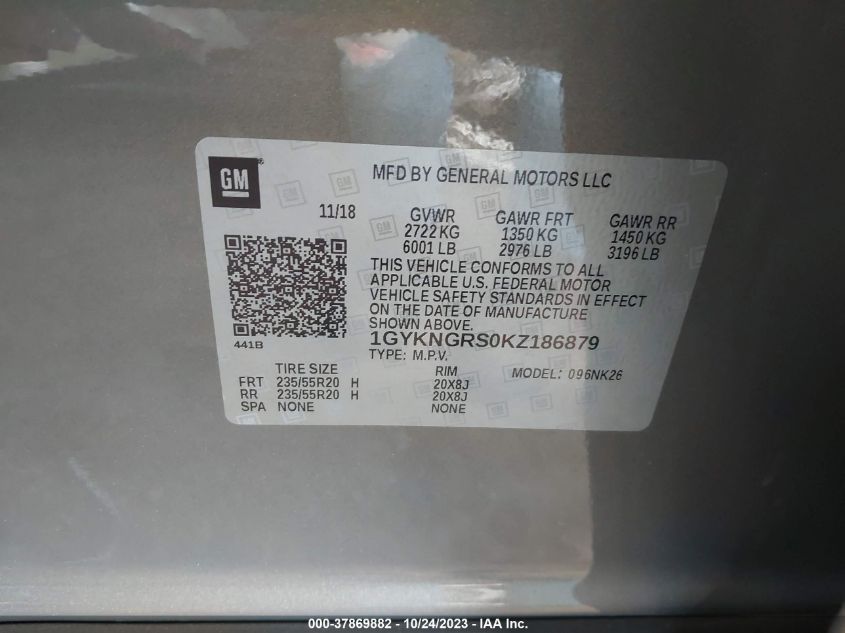 GM ®
MFD BY GENERAL MOTORS LLC
11/18
GVWR GAWR FRT GAWR RR
2722 KG 1350 KG 1450 KG
6001 LB 2976 LB 3196 LB
THIS VEHICLE CONFORMS TO ALL
APPLICABLE U.S. FEDERAL MOTOR
VEHICLE SAFETY STANDARDS IN EFFECT
ON THE DATE OF MANUFACTURE
SHOWN ABOVE.
441B
1GYKNGRS0KZ186879
TYPE: M.P.V.
TIRE SIZE RIM MODEL: 096NK26
FRT 235/55R20 H 20X8J
RR 235/55R20 H 20X8J
SPA NONE NONE
000-37869882 - 10/24/2023 - IAA Inc.